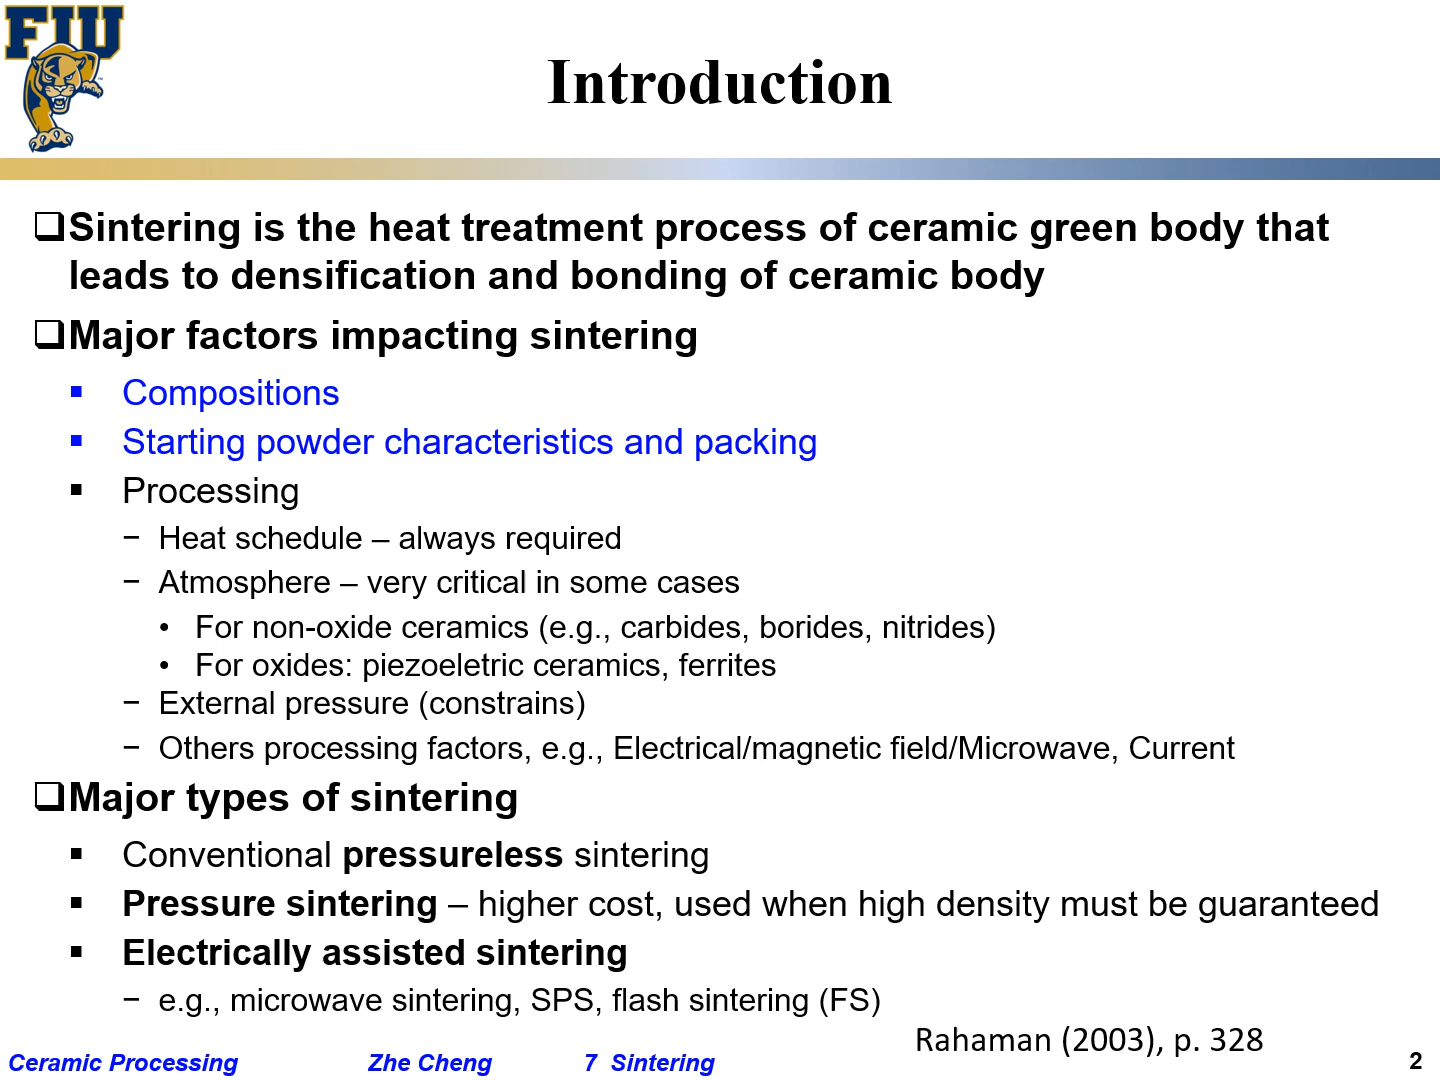 FIU
Introduction
❑Sintering is the heat treatment process of ceramic green body that
leads to densification and bonding of ceramic body
❑Major factors impacting sintering
▪ Compositions
▪ Starting powder characteristics and packing
▪ Processing
− Heat schedule – always required
− Atmosphere – very critical in some cases
• For non-oxide ceramics (e.g., carbides, borides, nitrides)
• For oxides: piezoeletric ceramics, ferrites
− External pressure (constrains)
− Others processing factors, e.g., Electrical/magnetic field/Microwave, Current
❑Major types of sintering
▪ Conventional pressureless sintering
▪ Pressure sintering – higher cost, used when high density must be guaranteed
▪ Electrically assisted sintering
− e.g., microwave sintering, SPS, flash sintering (FS)
Rahaman (2003), p. 328
Ceramic Processing Zhe Cheng 7 Sintering 2